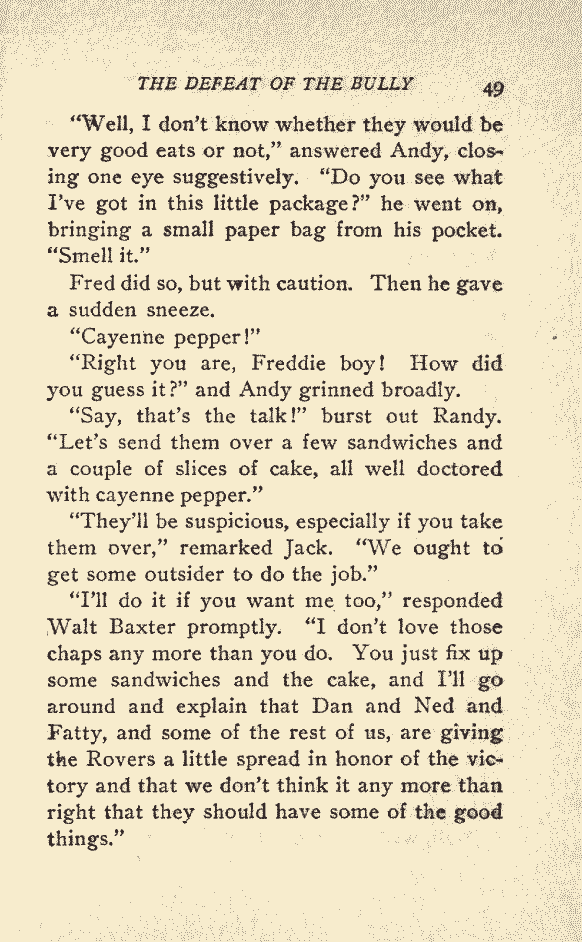 THE DEFEAT OF THE BULLY 49
“Well, I don’t know whether they would be
very good eats or not,” answered Andy, clos-
ing one eye suggestively. “Do you see what
I’ve got in this little package?” he went on,
bringing a small paper bag from his pocket.
“Smell it.”
Fred did so, but with caution. Then he gave
a sudden sneeze.
“Cayenne pepper!”
“Right you are, Freddie boy! How did
you guess it?” and Andy grinned broadly.
“Say, that’s the talk!” burst out Randy.
“Let’s send them over a few sandwiches and
a couple of slices of cake, all well doctored
with cayenne pepper.”
“They’ll be suspicious, especially if you take
them over,” remarked Jack. “We ought to
get some outsider to do the job.”
“I’ll do it if you want me too,” responded
Walt Baxter promptly. “I don’t love those
chaps any more than you do. You just fix up
some sandwiches and the cake, and I’ll go
around and explain that Dan and Ned and
Fatty, and some of the rest of us, are giving
the Rovers a little spread in honor of the vic-
tory and that we don’t think it any more than
right that they should have some of the good
things.”